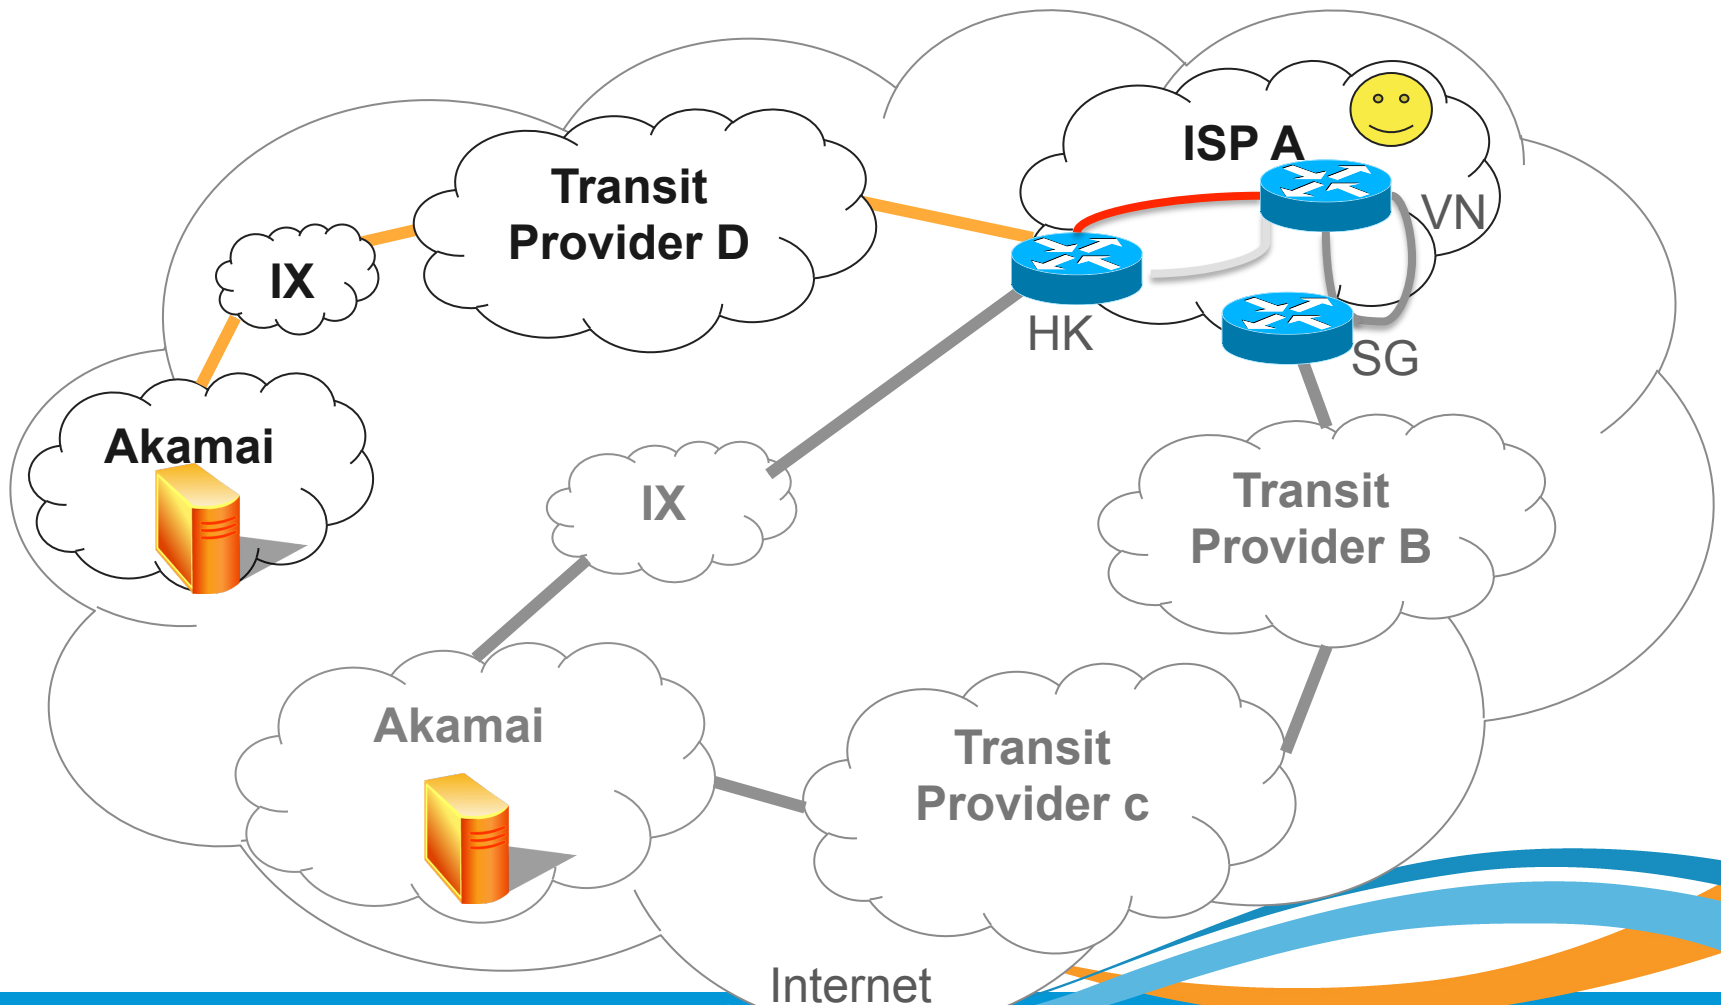 ISP A
Transit
Provider D
VN
IX
HK
SG
Akamai
IX
Transit
Provider B
Akamai
Transit
Provider c
Internet